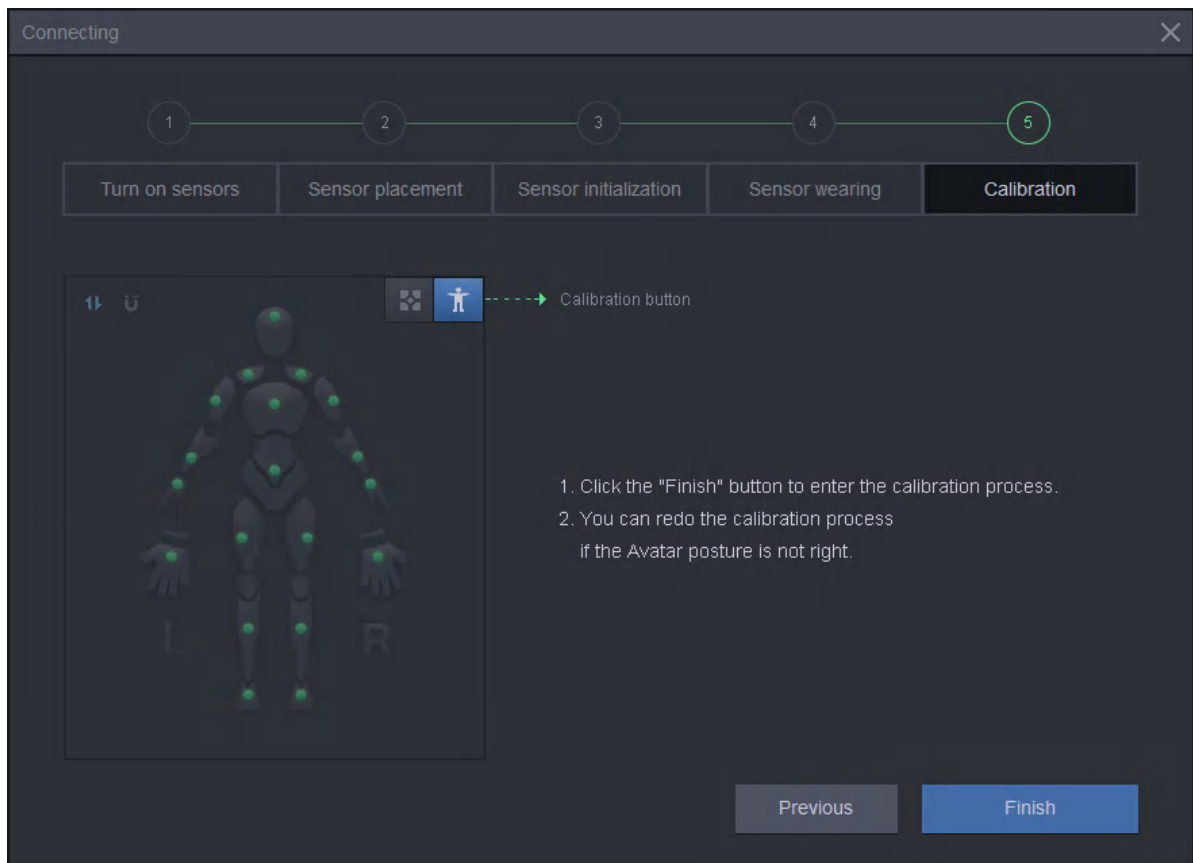 Connecting
1 2 3 4 5
Turn on sensors Sensor placement Sensor initialization Sensor wearing Calibration
Calibration button
1. Click the "Finish" button to enter the calibration process.
2. You can redo the calibration process
if the Avatar posture is not right.
L R
Previous Finish